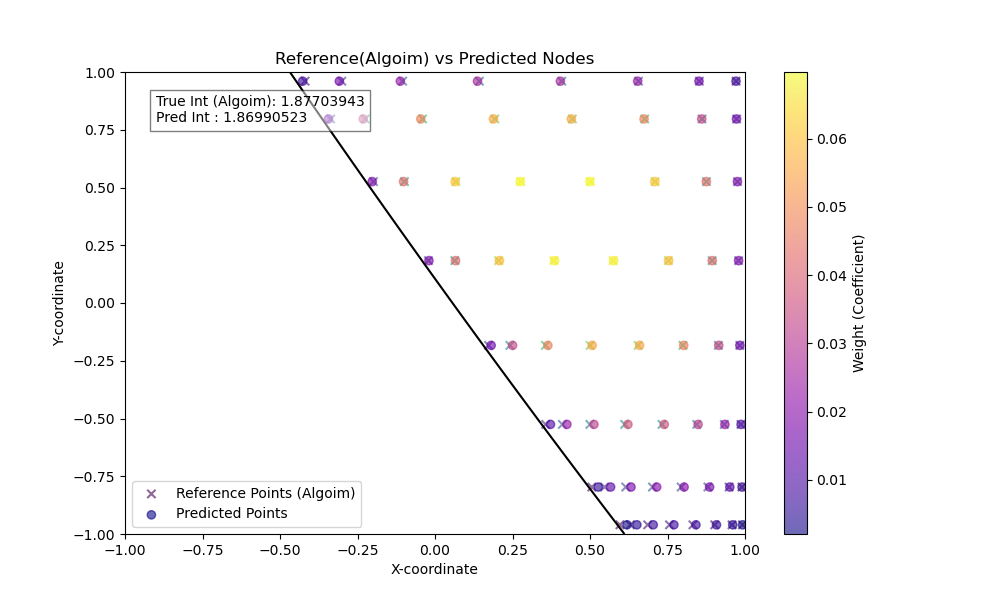 Reference(Algoim) vs Predicted Nodes
True Int (Algoim): 1.87703943
Pred Int : 1.86990523
1.00
0.75
0.50
0.25
0.00
−0.25
−0.50
−0.75
−1.00
Y-coordinate
Reference Points (Algoim)
Predicted Points
−1.00 −0.75 −0.50 −0.25 0.00 0.25 0.50 0.75 1.00
X-coordinate
0.06
0.05
0.04
0.03
0.02
0.01
Weight (Coefficient)